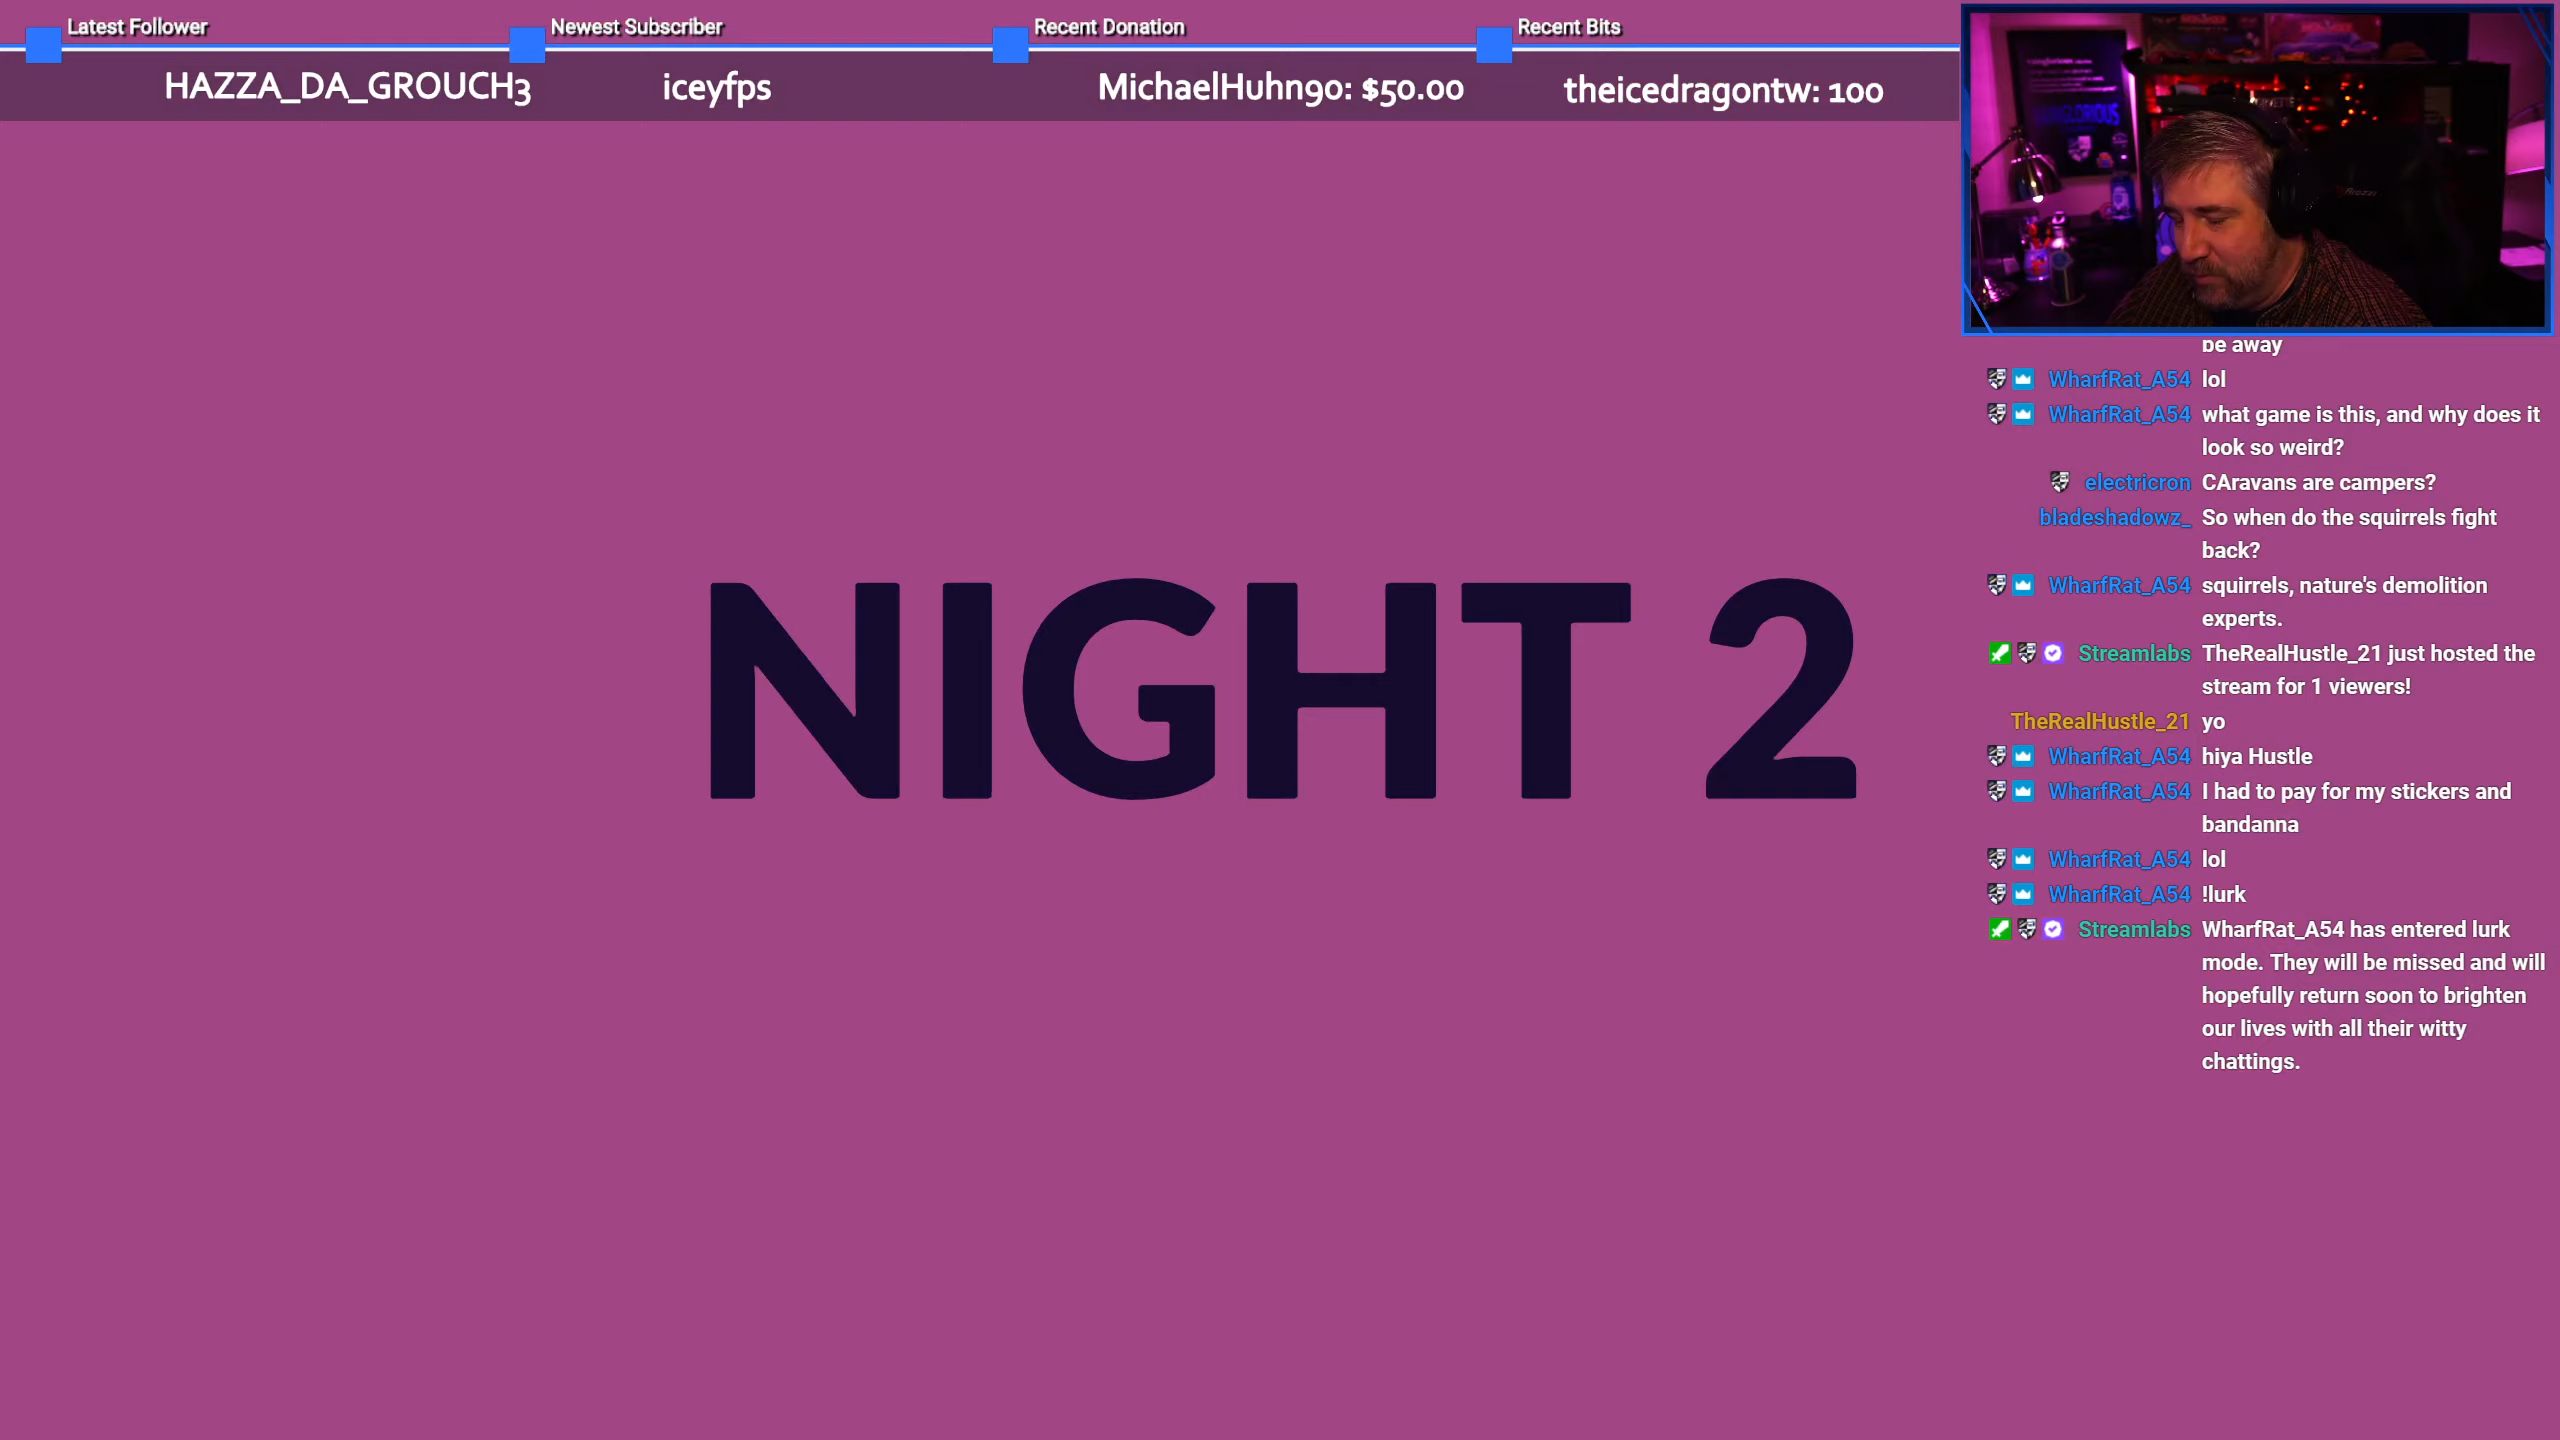 Latest Follower
Newest Subscriber
Recent Donation
Recent Bits
HAZZA_DA_GROUCH3
iceyfps
MichaelHuhn90: $50.00
theicedragontw: 100
be away
WharfRat_A54 lol
WharfRat_A54 what game is this, and why does it
look so weird?
electricron CAravans are campers?
bladeshadowz_ So when do the squirrels fight
back?
WharfRat_A54 squirrels, nature's demolition
experts.
Streamlabs TheRealHustle_21 just hosted the
stream for 1 viewers!
TheRealHustle_21 yo
WharfRat_A54 hiya Hustle
WharfRat_A54 I had to pay for my stickers and
bandanna
WharfRat_A54 lol
WharfRat_A54 !lurk
Streamlabs WharfRat_A54 has entered lurk
mode. They will be missed and will
hopefully return soon to brighten
our lives with all their witty
chattings.
NIGHT 2